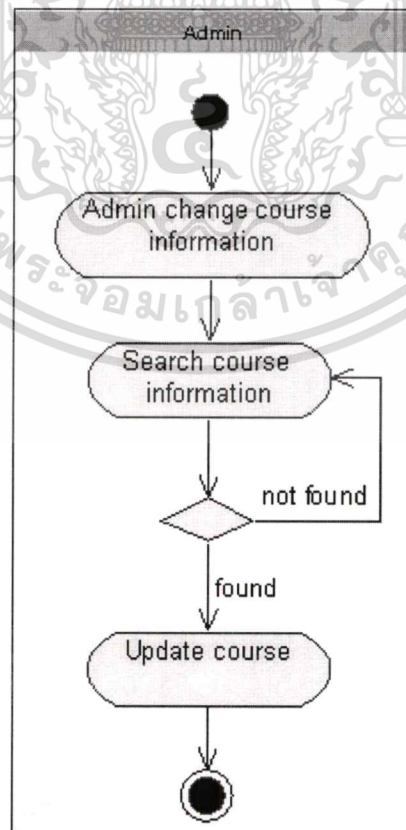 Admin
Admin change course
information
Search course
information
not found
found
Update course